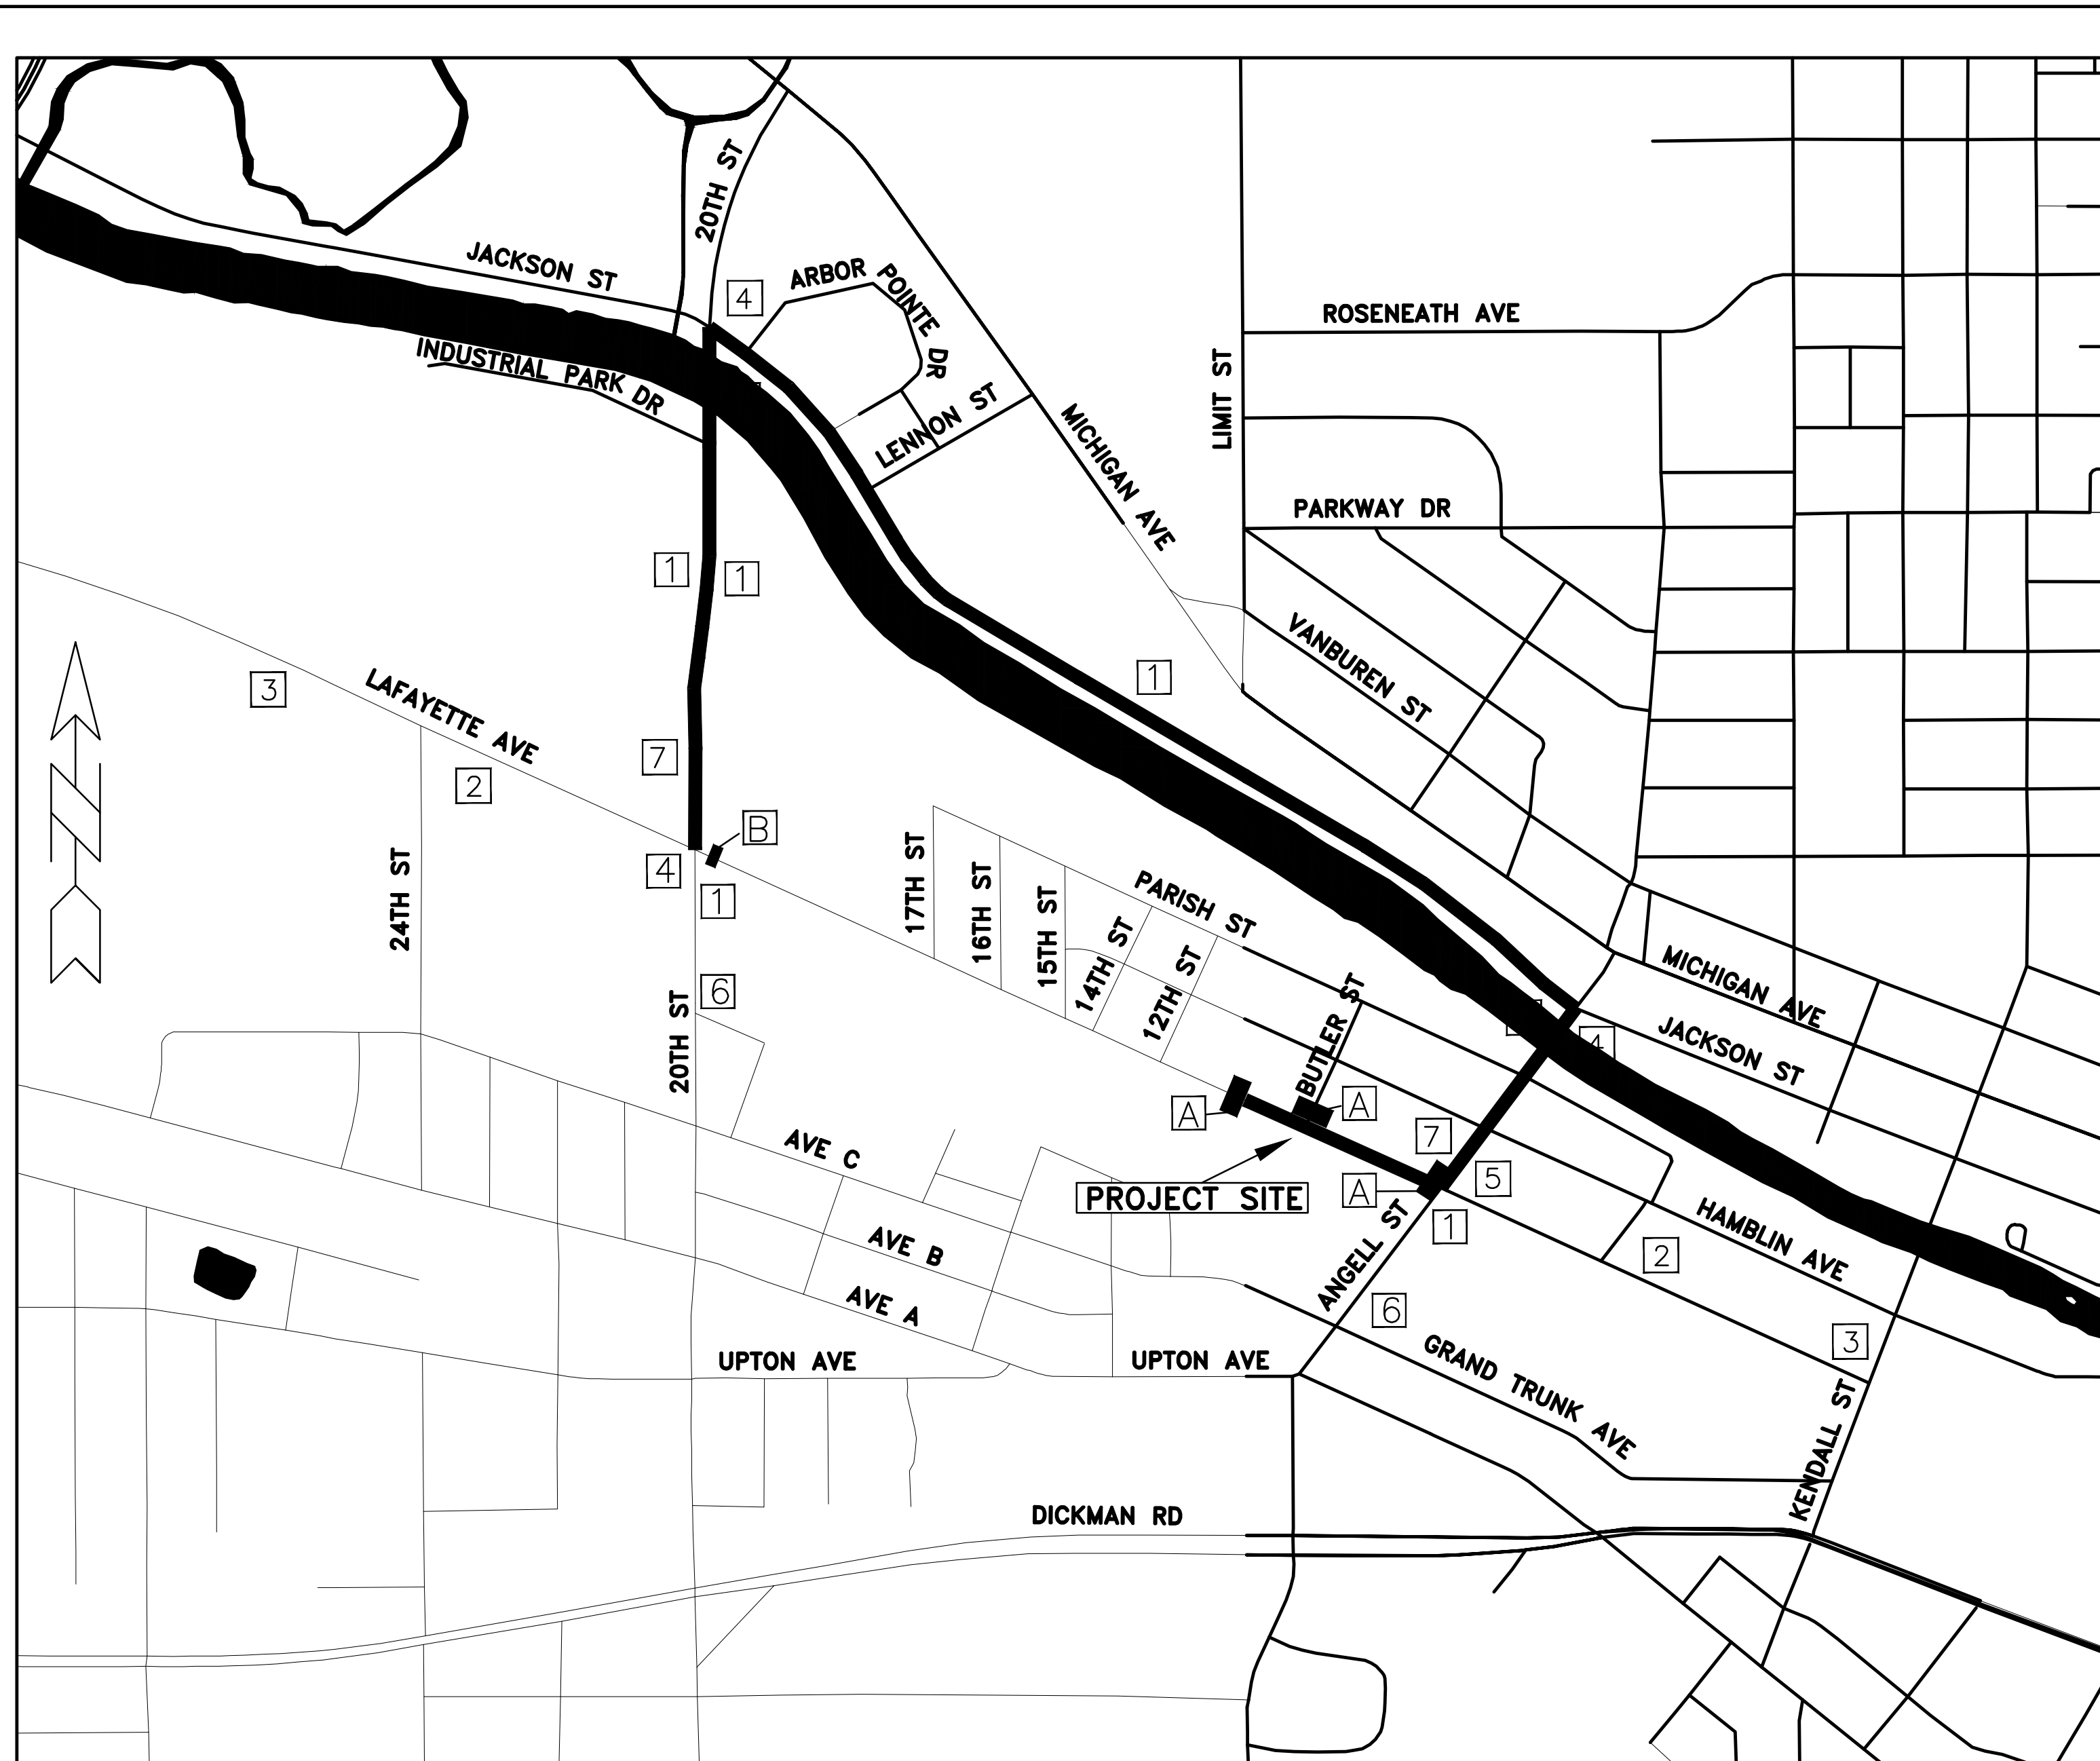 20TH ST
JACKSON ST
4
ARBOR POINTE DR
ROSENEATH AVE
INDUSTRIAL PARK DR
LIMIT ST
LENNON ST
MICHIGAN AVE
PARKWAY DR
1
1
1
VANBUREN ST
3
LAFAYETTE AVE
7
2
B
4
1
24TH ST
17TH ST
16TH ST
15TH ST
PARISH ST
14TH ST
12TH ST
6
20TH ST
MICHIGAN AVE
BUTLER ST
4
JACKSON ST
A
A
7
AVE C
5
A
PROJECT SITE
1
ANGELL ST
HAMBLIN AVE
2
AVE B
AVE A
6
3
UPTON AVE
UPTON AVE
GRAND TRUNK AVE
KENDALL ST
DICKMAN RD